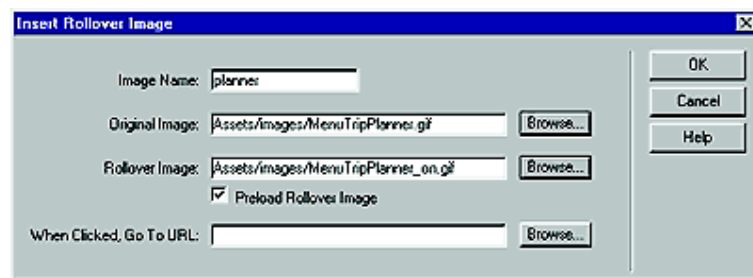 Insert Rollover Image
Image Name: planner
OK
Original Image: Assets/images/MenuTripPlanner.gif Browse...
Cancel
Help
Rollover Image: Assets/images/MenuTripPlanner_on.gif Browse...
Preload Rollover Image
When Clicked, Go To URL: Browse...